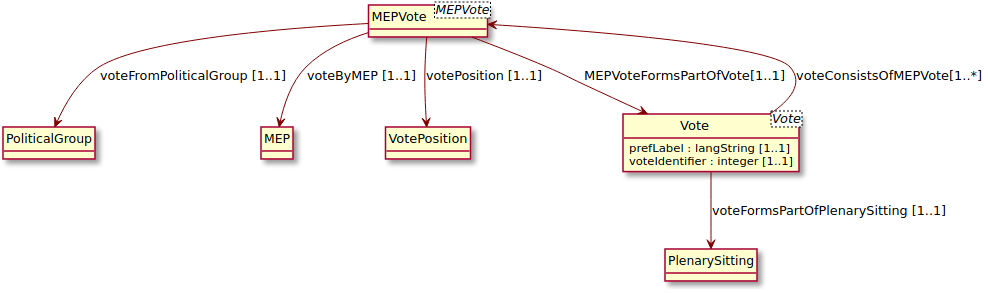 MEPVote
MEPVote
voteFromPoliticalGroup [1..1]
voteByMEP [1..1]
votePosition [1..1]
MEPVoteFormsPartOfVote[1..1]
voteConsistsOfMEPVote[1..*]
PoliticalGroup
MEP
VotePosition
Vote
Vote
prefLabel : langString [1..1]
voteIdentifier : integer [1..1]
voteFormsPartOfPlenarySitting [1..1]
PlenarySitting